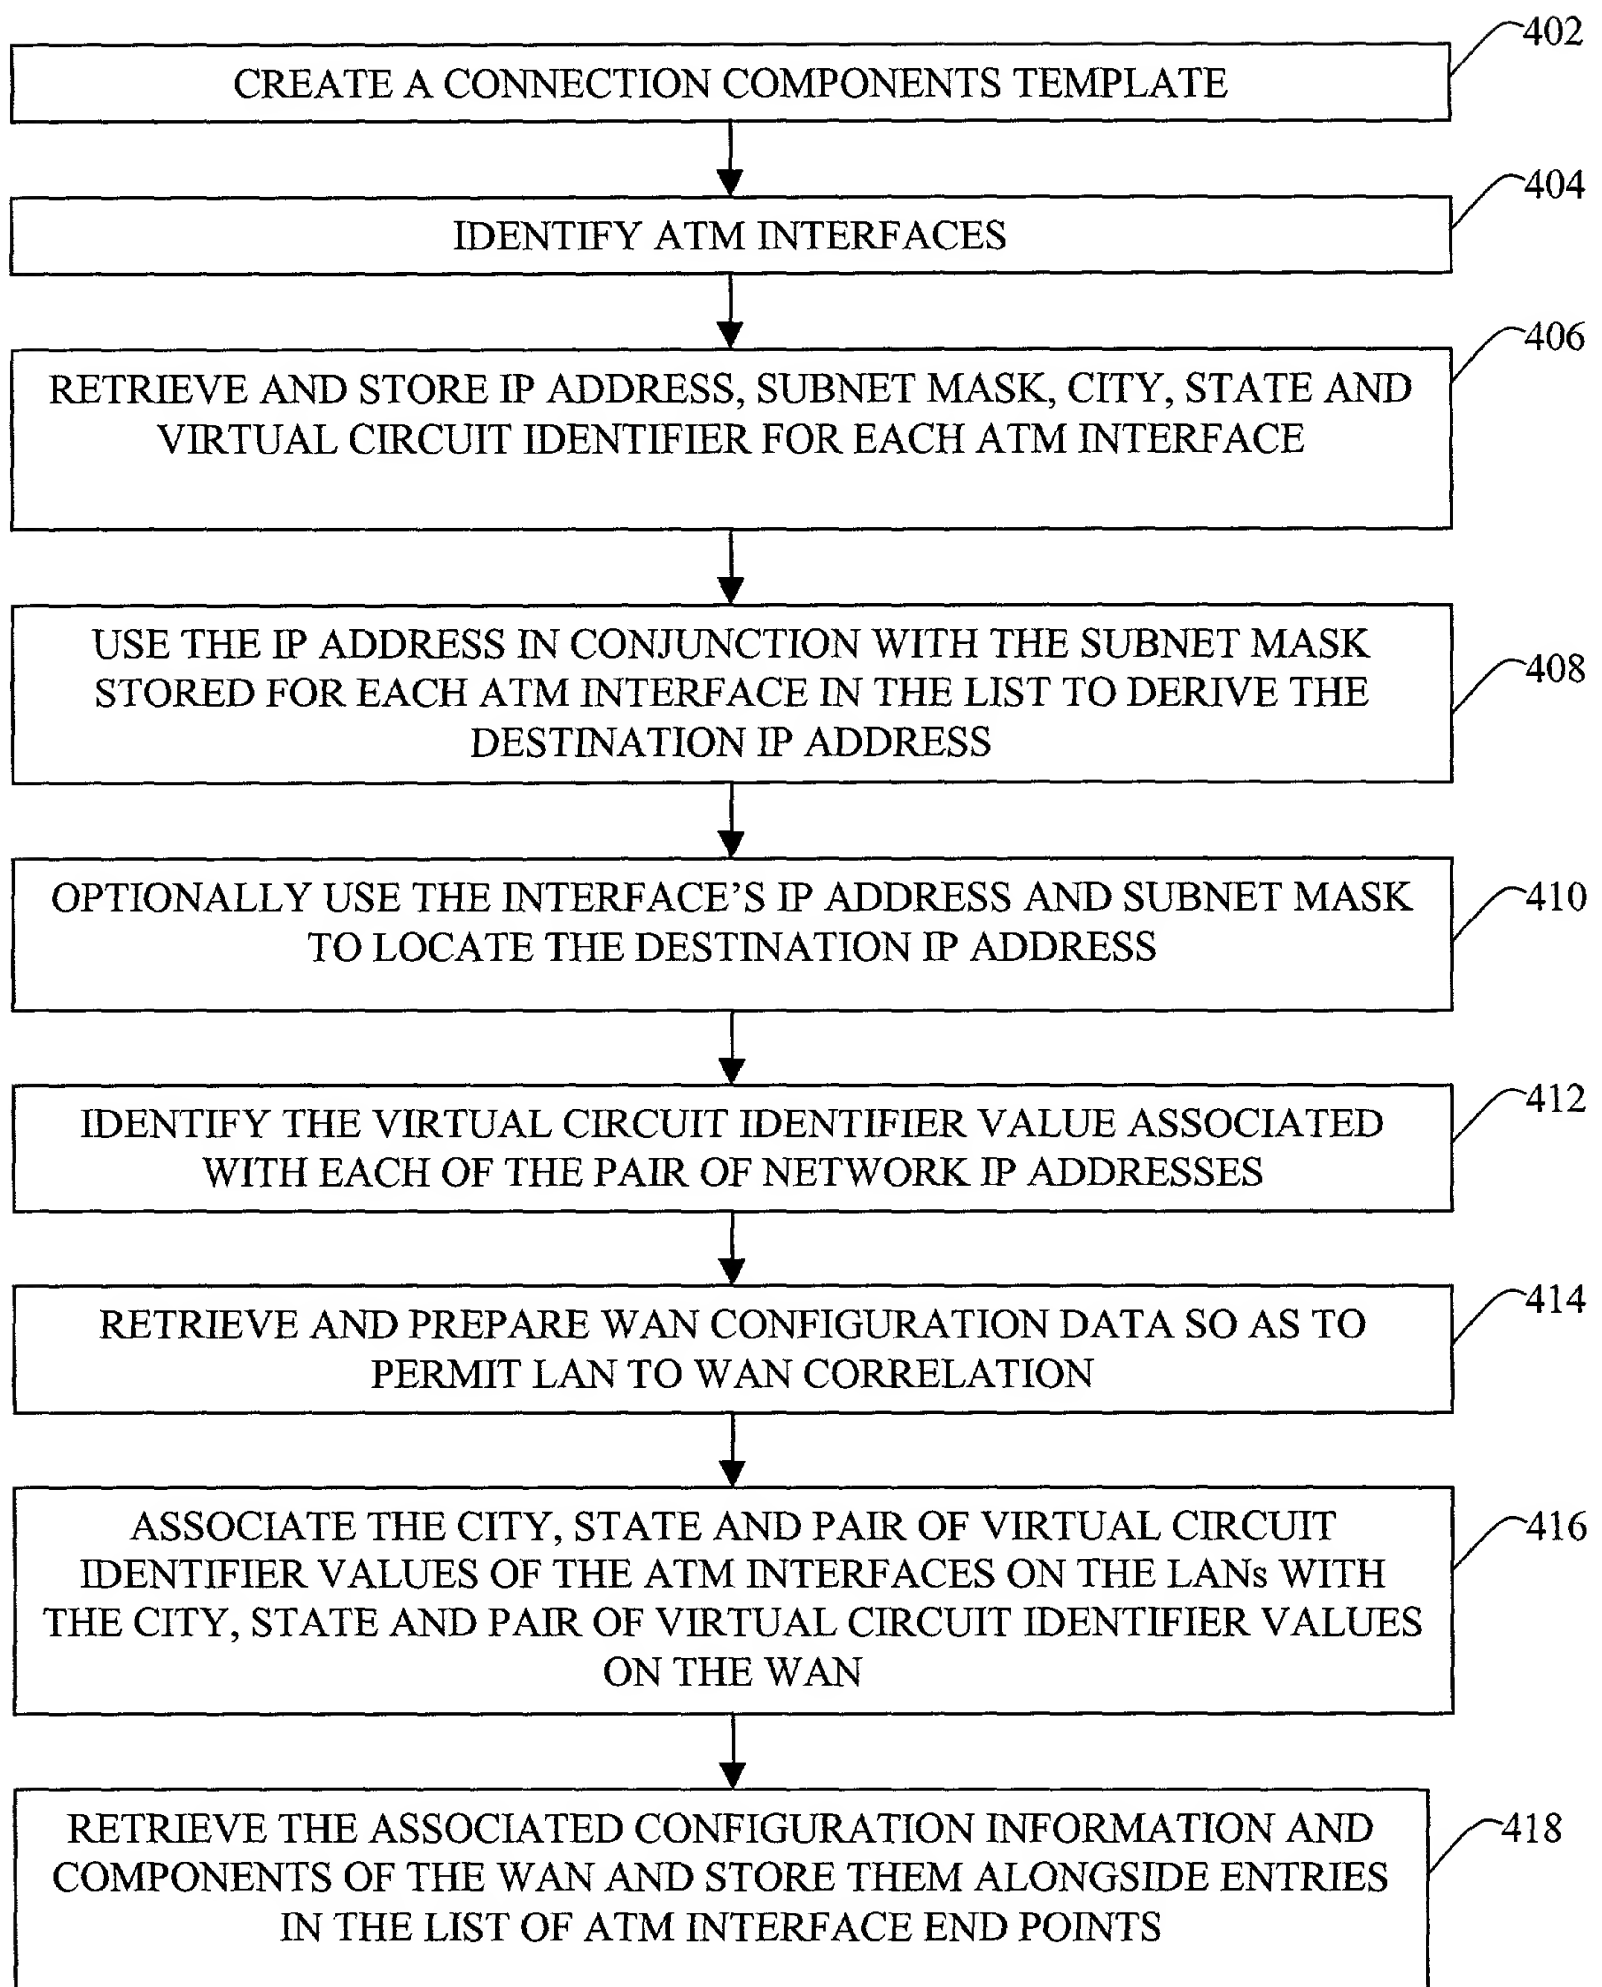 402
CREATE A CONNECTION COMPONENTS TEMPLATE
404
IDENTIFY ATM INTERFACES
406
RETRIEVE AND STORE IP ADDRESS, SUBNET MASK, CITY, STATE AND
VIRTUAL CIRCUIT IDENTIFIER FOR EACH ATM INTERFACE
USE THE IP ADDRESS IN CONJUNCTION WITH THE SUBNET MASK
408
STORED FOR EACH ATM INTERFACE IN THE LIST TO DERIVE THE
DESTINATION IP ADDRESS
OPTIONALLY USE THE INTERFACE'S IP ADDRESS AND SUBNET MASK
410
TO LOCATE THE DESTINATION IP ADDRESS
412
IDENTIFY THE VIRTUAL CIRCUIT IDENTIFIER VALUE ASSOCIATED
WITH EACH OF THE PAIR OF NETWORK IP ADDRESSES
414
RETRIEVE AND PREPARE WAN CONFIGURATION DATA SO AS TO
PERMIT LAN TO WAN CORRELATION
416
ASSOCIATE THE CITY, STATE AND PAIR OF VIRTUAL CIRCUIT
IDENTIFIER VALUES OF THE ATM INTERFACES ON THE LANs WITH
THE CITY, STATE AND PAIR OF VIRTUAL CIRCUIT IDENTIFIER VALUES
ON THE WAN
418
RETRIEVE THE ASSOCIATED CONFIGURATION INFORMATION AND
COMPONENTS OF THE WAN AND STORE THEM ALONGSIDE ENTRIES
IN THE LIST OF ATM INTERFACE END POINTS